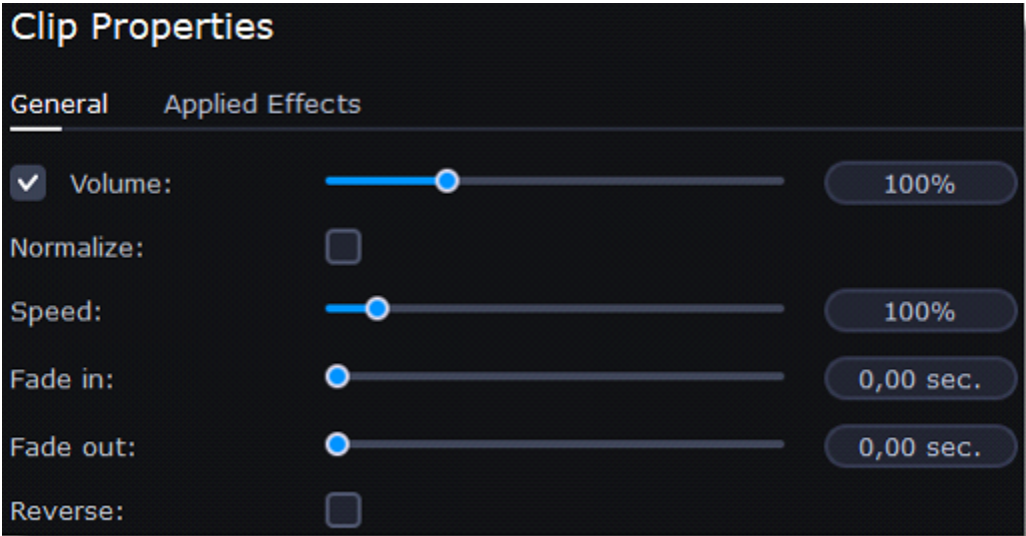 Clip Properties
General Applied Effects
Volume: 100%
Normalize:
Speed: 100%
Fade in: 0,00 sec.
Fade out: 0,00 sec.
Reverse: